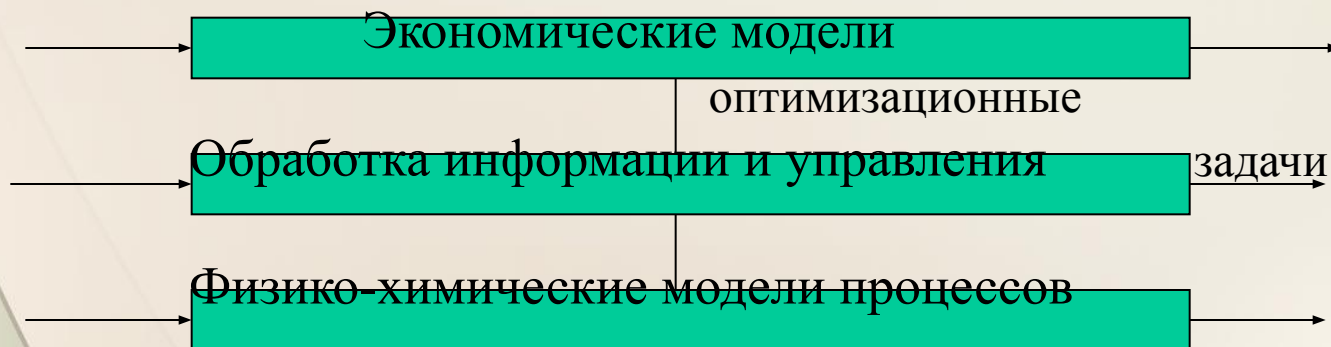 Экономические модели
оптимизационные
Обработка информации и управления
задачи
Физико-химические модели процессов